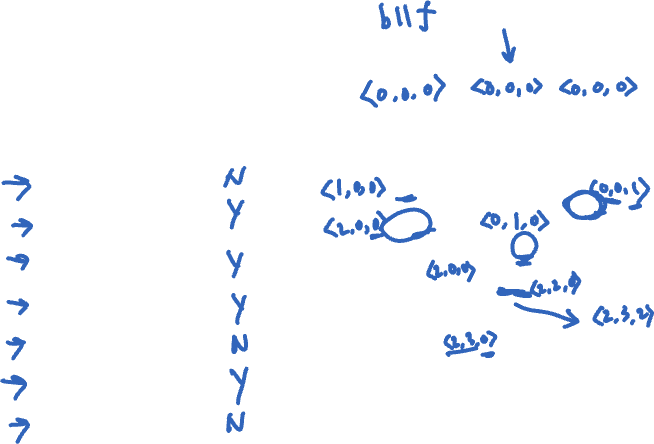 b11f
<0,0,0> <0,0,0> <0,0,0>
N <1,0,0> <0,0,1>
Y <2,0,0> <0,1,0>
Y <2,0,0>
Y <2,2,0> <2,3,2>
N <2,3,0>
Y
N